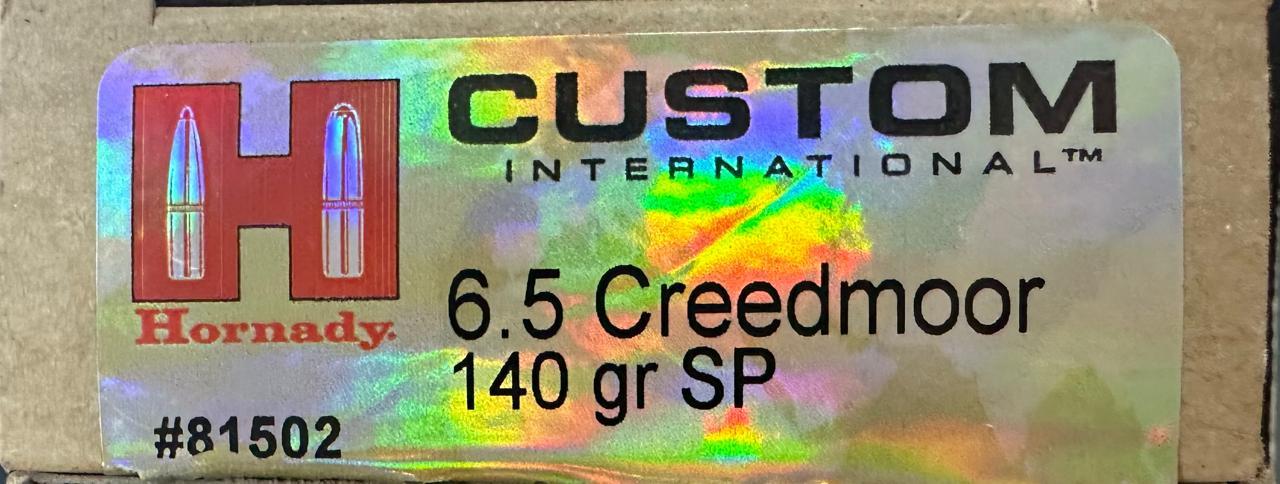 CUSTOM
INTERNATIONAL™
H
Hornady.
6.5 Creedmoor
140 gr SP
#81502